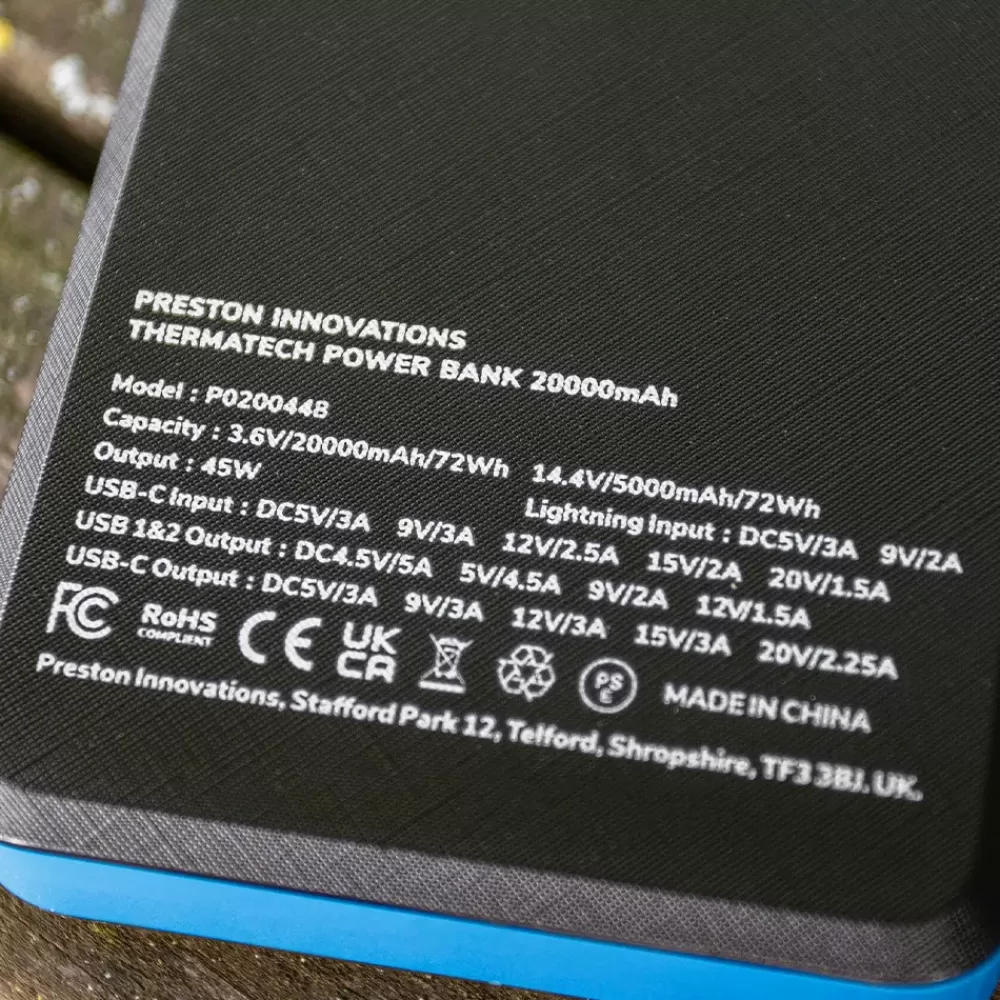 PRESTON INNOVATIONS
THERMATECH POWER BANK 20000mAh
Model : P0200448
Capacity : 3.6V/20000mAh/72Wh 14.4V/5000mAh/72Wh
Output : 45W Lightning Input : DC5V/3A 9V/2A
USB-C Input : DC5V/3A 9V/3A 12V/2.5A 15V/2A 20V/1.5A
USB 1&2 Output : DC4.5V/5A 5V/4.5A 9V/2A 12V/1.5A
USB-C Output : DC5V/3A 9V/3A 12V/3A 15V/3A 20V/2.25A
FC RoHS COMPLIENT CE UK CA PS E MADE IN CHINA
Preston Innovations, Stafford Park 12, Telford, Shropshire, TF3 3BJ. UK.